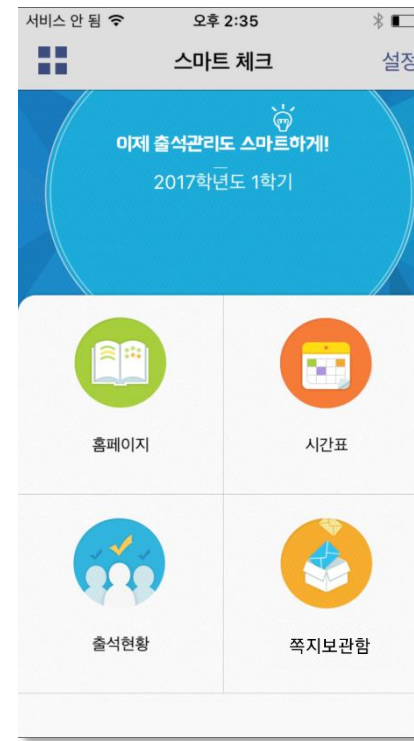 서비스 안 됨 오후 2:35
스마트 체크 설정
이제 출석관리도 스마트하게!
2017학년도 1학기
홈페이지 시간표
출석현황 쪽지보관함